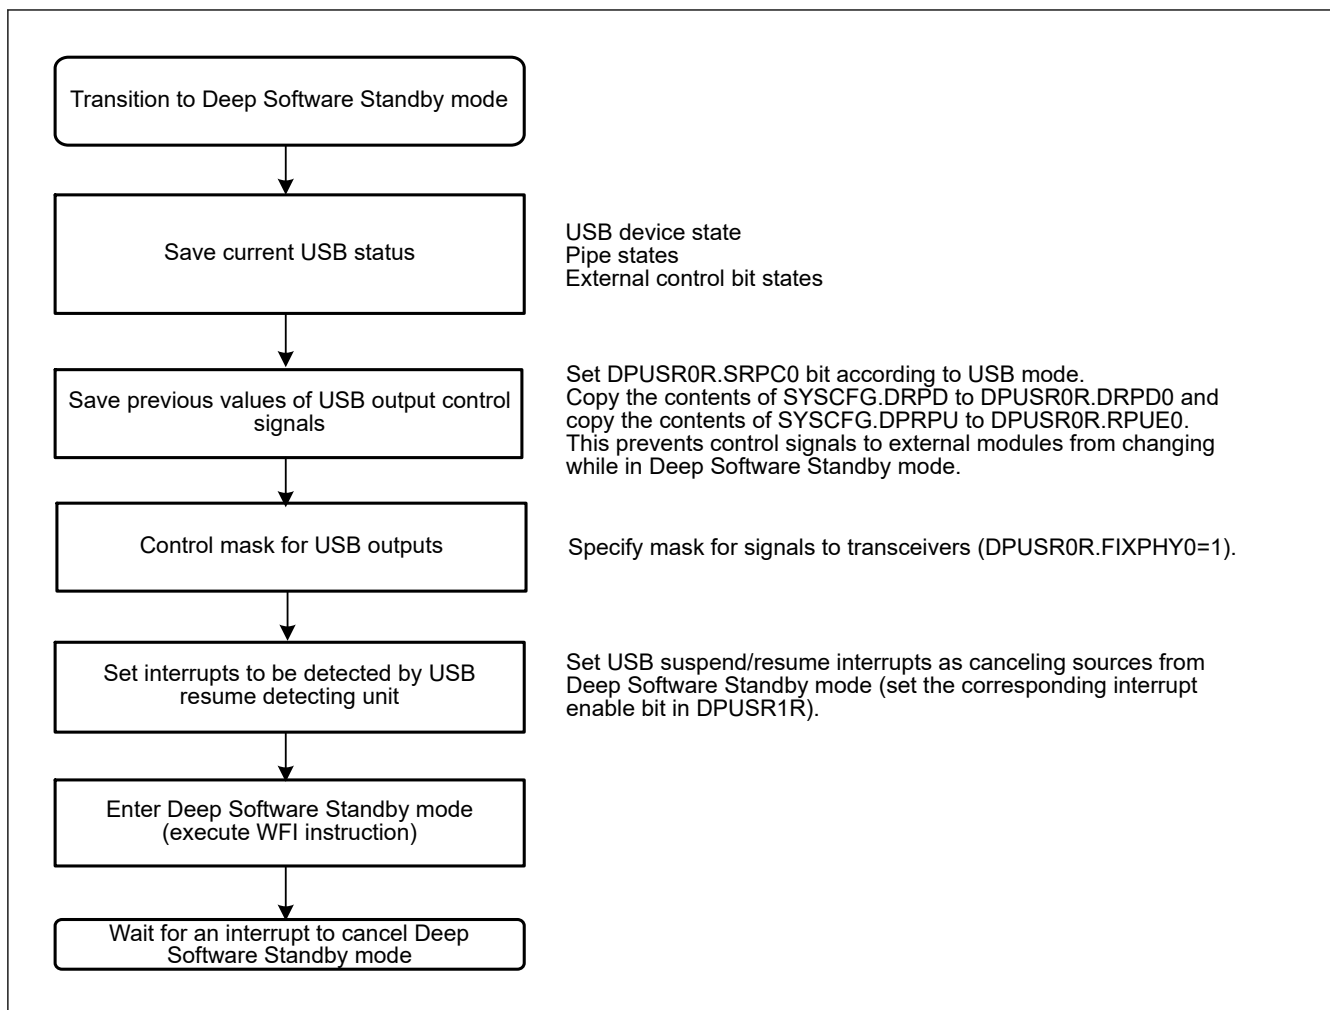 Transition to Deep Software Standby mode
Save current USB status
USB device state
Pipe states
External control bit states
Save previous values of USB output control
signals
Set DPUSR0R.SRPC0 bit according to USB mode.
Copy the contents of SYSCFG.DRPD to DPUSR0R.DRPD0 and
copy the contents of SYSCFG.DPRPU to DPUSR0R.RPUE0.
This prevents control signals to external modules from changing
while in Deep Software Standby mode.
Control mask for USB outputs
Specify mask for signals to transceivers (DPUSR0R.FIXPHY0=1).
Set interrupts to be detected by USB
resume detecting unit
Set USB suspend/resume interrupts as canceling sources from
Deep Software Standby mode (set the corresponding interrupt
enable bit in DPUSR1R).
Enter Deep Software Standby mode
(execute WFI instruction)
Wait for an interrupt to cancel Deep
Software Standby mode